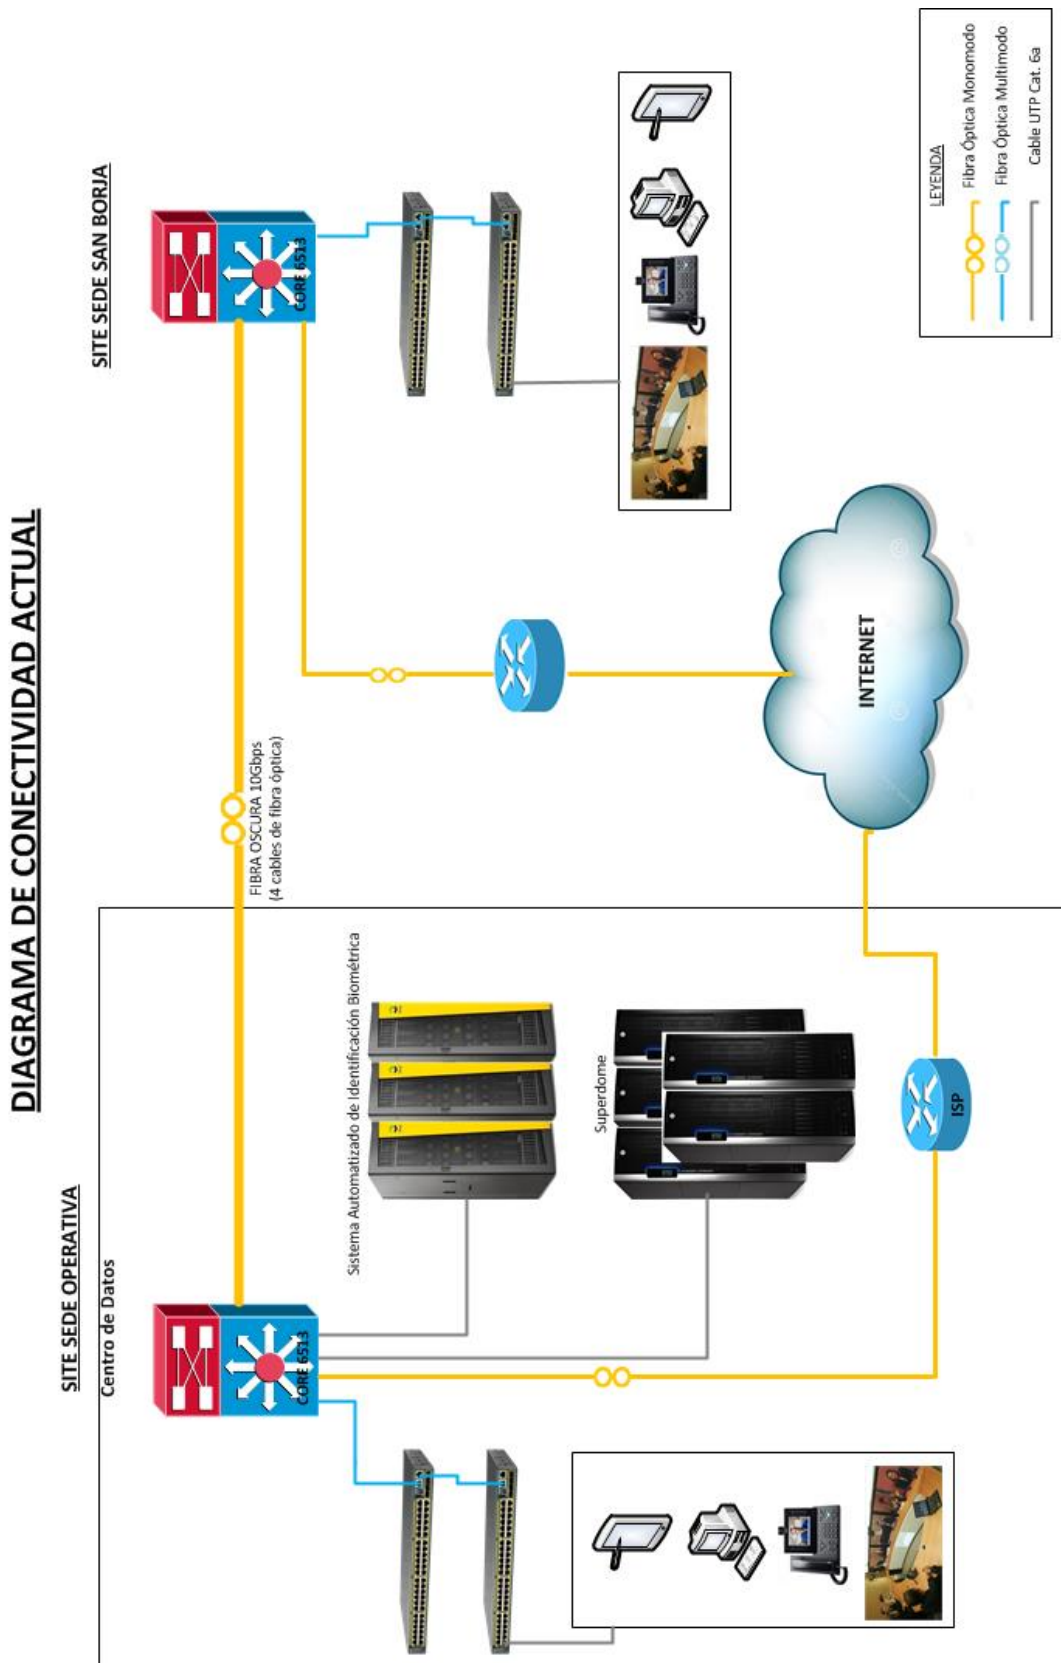 DIAGRAMA DE CONECTIVIDAD ACTUAL
SITE SEDE OPERATIVA
SITE SEDE SAN BORJA
Centro de Datos
CORE 6513
CORE 6513
FIBRA OSCURA 10Gbps
(4 cables de fibra óptica)
Sistema Automatizado de Identificación Biométrica
Superdome
ISP
INTERNET
LEYENDA
Fibra Óptica Monomodo
Fibra Óptica Multimodo
Cable UTP Cat. 6a